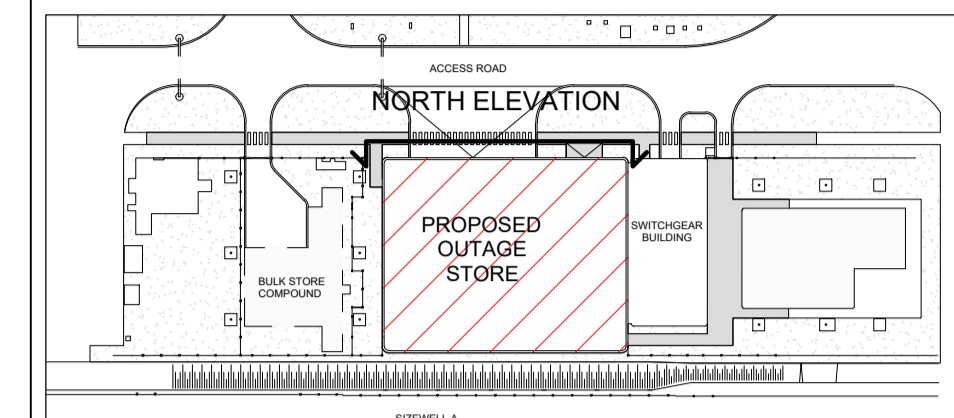 ACCESS ROAD
NORTH ELEVATION
PROPOSED
OUTAGE
STORE
SWITCHGEAR
BUILDING
BULK STORE
COMPOUND
SIZEWELL A